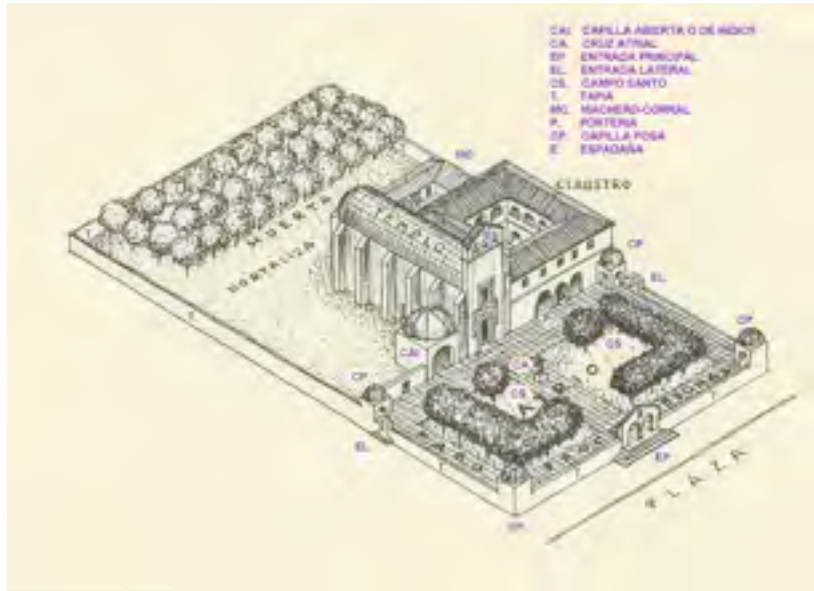 CAI. CAPILLA ABIERTA O DE INDIOS
CA. CRUZ ATRIAL
EP. ENTRADA PRINCIPAL
EL. ENTRADA LATERAL
CS. CAMPO SANTO
T. TAPIA
MC. MACHERO-CORRAL
P. PORTERIA
CP. CAPILLA POSA
E. ESPADAÑA
MC
CLAUSTRO
HUERTA
TEMPLO
HORTALIZA
CP
EL
T
CS
CP
CAI
CA
CP
CS
T
EL
T
EP
PLAZA
CP